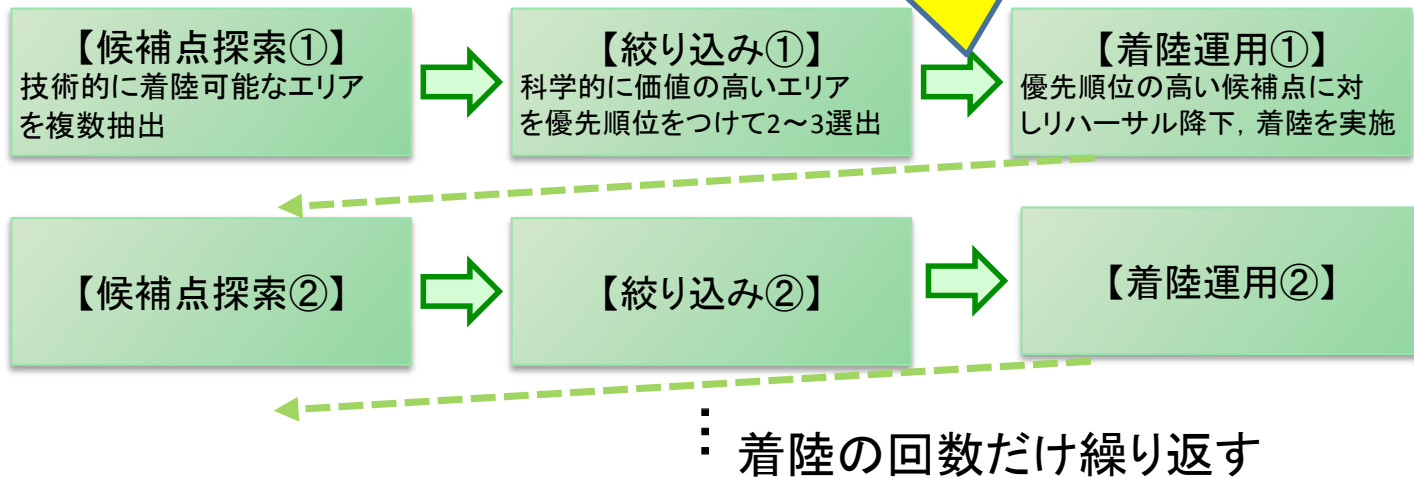 【候補点探索①】
技術的に着陸可能なエリア
を複数抽出
【絞り込み①】
科学的に価値の高いエリア
を優先順位をつけて2～3選出
【着陸運用①】
優先順位の高い候補点に対
しリハーサル降下，着陸を実施
【候補点探索②】
【絞り込み②】
【着陸運用②】
⋮
着陸の回数だけ繰り返す